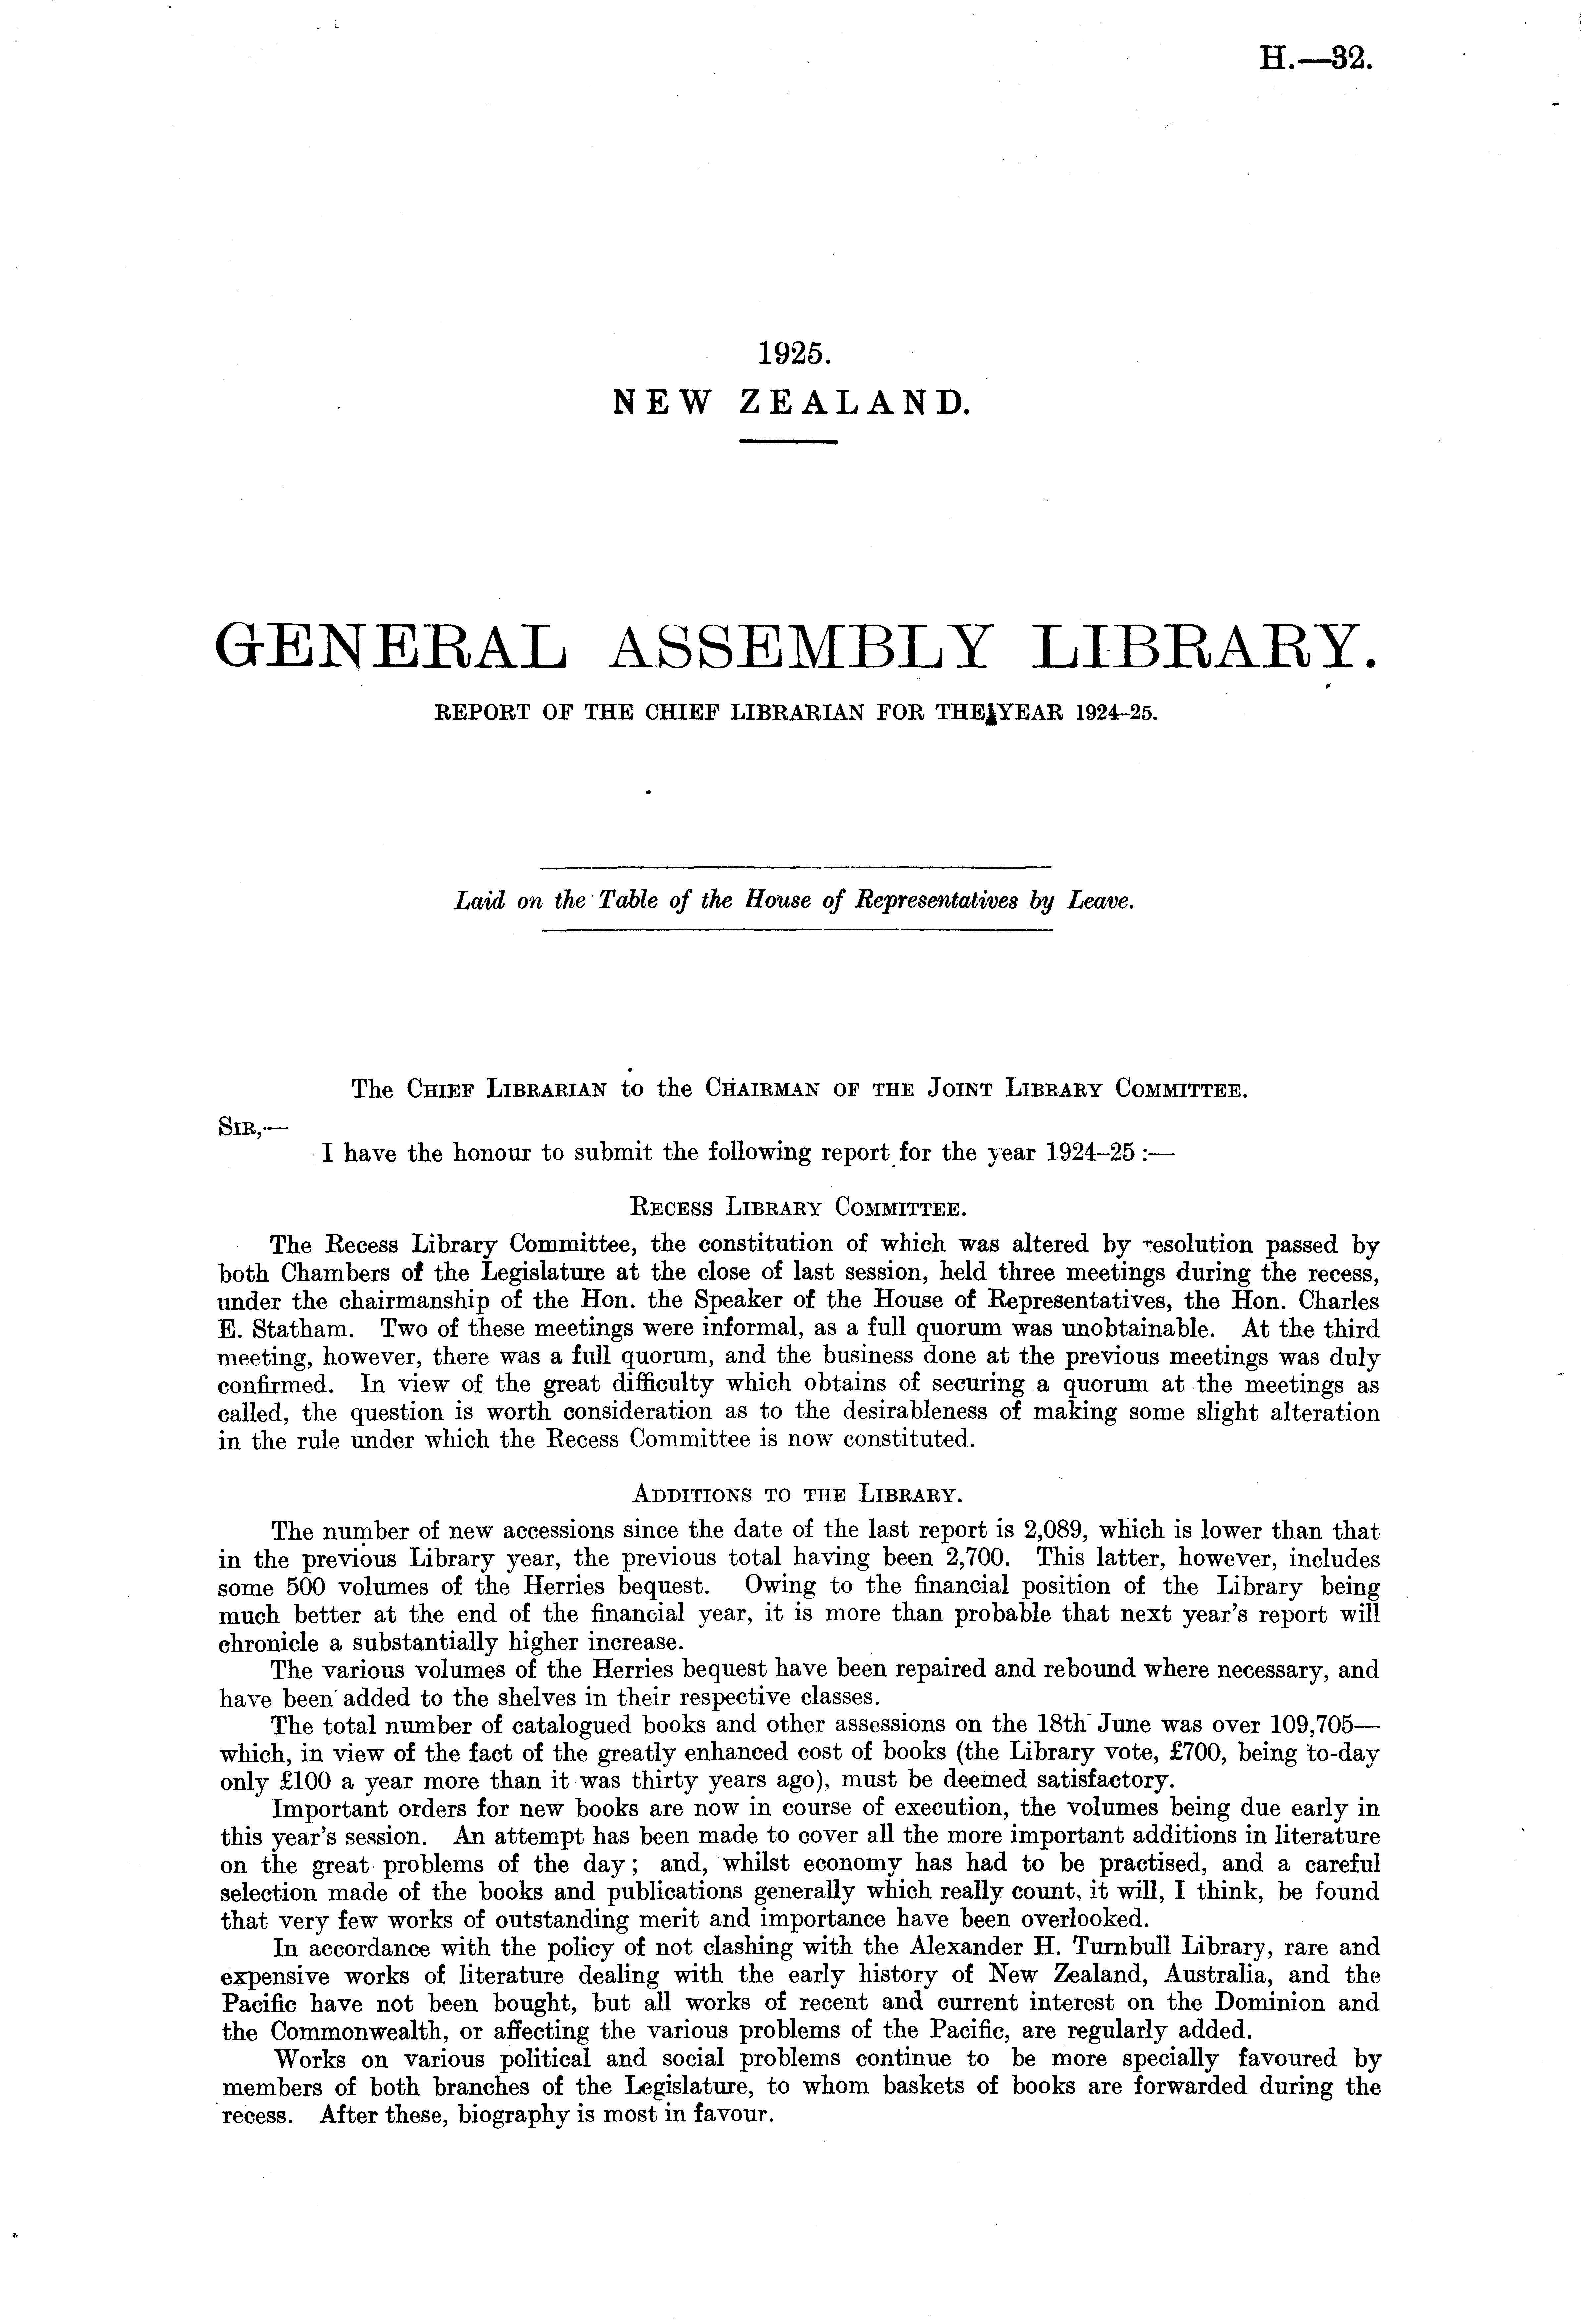 H.—32.
1925.
NEW ZEALAND.
GENERAL ASSEMBLY LIBRARY.
REPORT OF THE CHIEF LIBRARIAN FOR THE YEAR 1924–25.
Laid on the Table of the House of Representatives by Leave.
The CHIEF LIBRARIAN to the CHAIRMAN OF THE JOINT LIBRARY COMMITTEE.
SIR,—
I have the honour to submit the following report for the year 1924–25 :—
RECESS LIBRARY COMMITTEE.
The Recess Library Committee, the constitution of which was altered by resolution passed by
both Chambers of the Legislature at the close of last session, held three meetings during the recess,
under the chairmanship of the Hon. the Speaker of the House of Representatives, the Hon. Charles
E. Statham. Two of these meetings were informal, as a full quorum was unobtainable. At the third
meeting, however, there was a full quorum, and the business done at the previous meetings was duly
confirmed. In view of the great difficulty which obtains of securing a quorum at the meetings as
called, the question is worth consideration as to the desirableness of making some slight alteration
in the rule under which the Recess Committee is now constituted.
ADDITIONS TO THE LIBRARY.
The number of new accessions since the date of the last report is 2,089, which is lower than that
in the previous Library year, the previous total having been 2,700. This latter, however, includes
some 500 volumes of the Herries bequest. Owing to the financial position of the Library being
much better at the end of the financial year, it is more than probable that next year's report will
chronicle a substantially higher increase.
The various volumes of the Herries bequest have been repaired and rebound where necessary, and
have been added to the shelves in their respective classes.
The total number of catalogued books and other assessions on the 18th June was over 109,705—
which, in view of the fact of the greatly enhanced cost of books (the Library vote, £700, being to-day
only £100 a year more than it was thirty years ago), must be deemed satisfactory.
Important orders for new books are now in course of execution, the volumes being due early in
this year's session. An attempt has been made to cover all the more important additions in literature
on the great problems of the day ; and, whilst economy has had to be practised, and a careful
selection made of the books and publications generally which really count, it will, I think, be found
that very few works of outstanding merit and importance have been overlooked.
In accordance with the policy of not clashing with the Alexander H. Turnbull Library, rare and
expensive works of literature dealing with the early history of New Zealand, Australia, and the
Pacific have not been bought, but all works of recent and current interest on the Dominion and
the Commonwealth, or affecting the various problems of the Pacific, are regularly added.
Works on various political and social problems continue to be more specially favoured by
members of both branches of the Legislature, to whom baskets of books are forwarded during the
recess. After these, biography is most in favour.